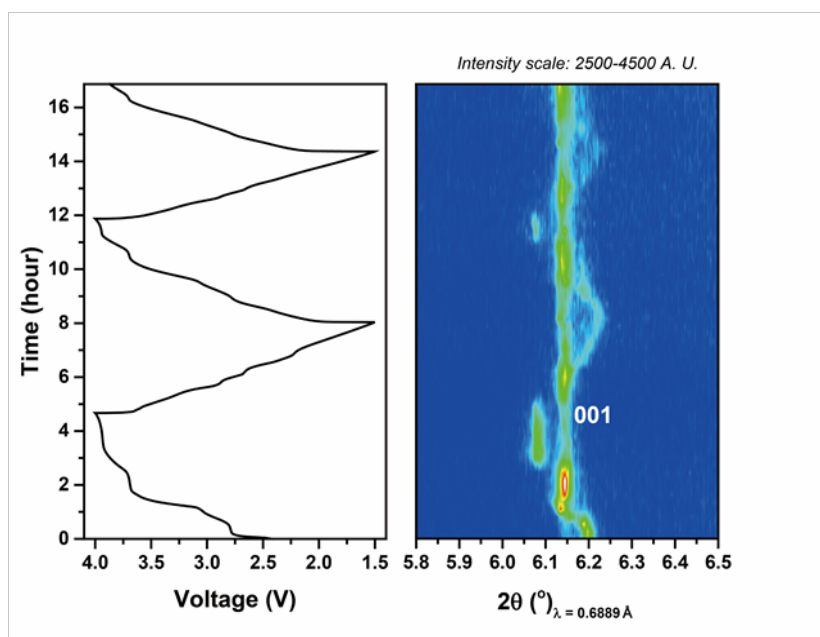 Intensity scale: 2500-4500 A. U.
16
14
12
10
8
6
4
2
0
Time (hour)
4.0 3.5 3.0 2.5 2.0 1.5
Voltage (V)
001
5.8 5.9 6.0 6.1 6.2 6.3 6.4 6.5
2θ (°)λ = 0.6889 Å